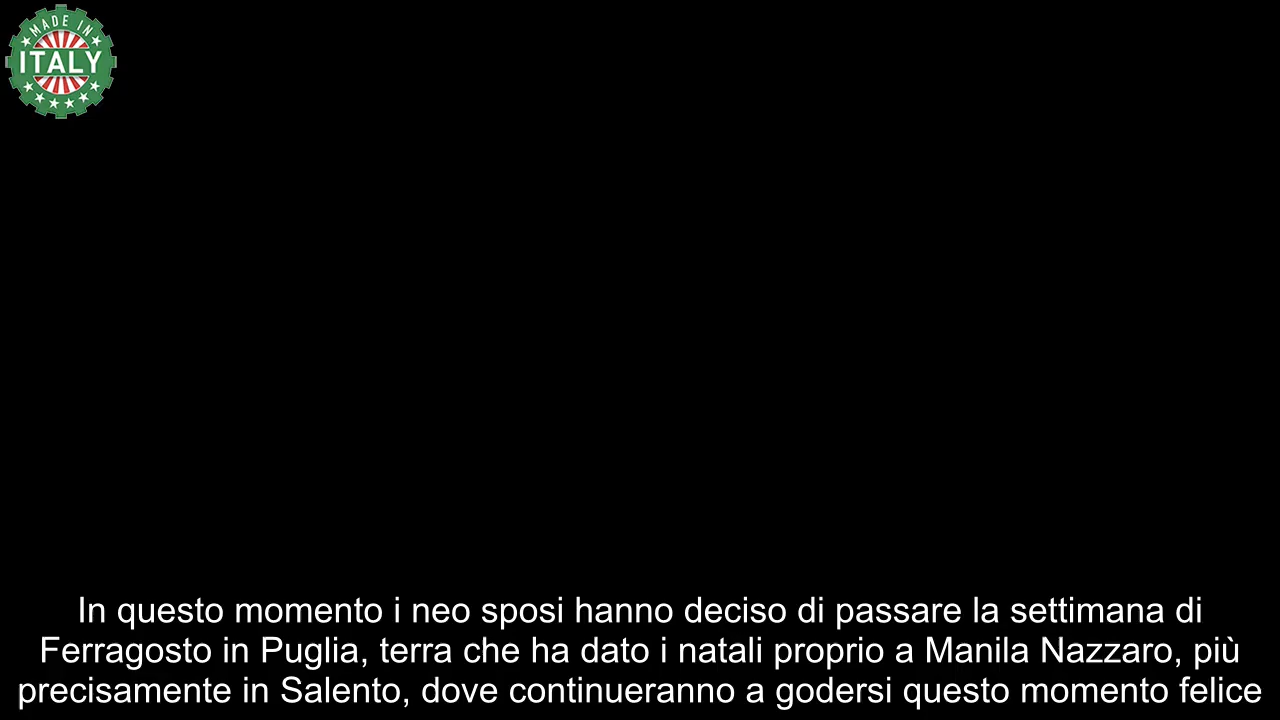 MADE IN
ITALY
In questo momento i neo sposi hanno deciso di passare la settimana di
Ferragosto in Puglia, terra che ha dato i natali proprio a Manila Nazzaro, più
precisamente in Salento, dove continueranno a godersi questo momento felice